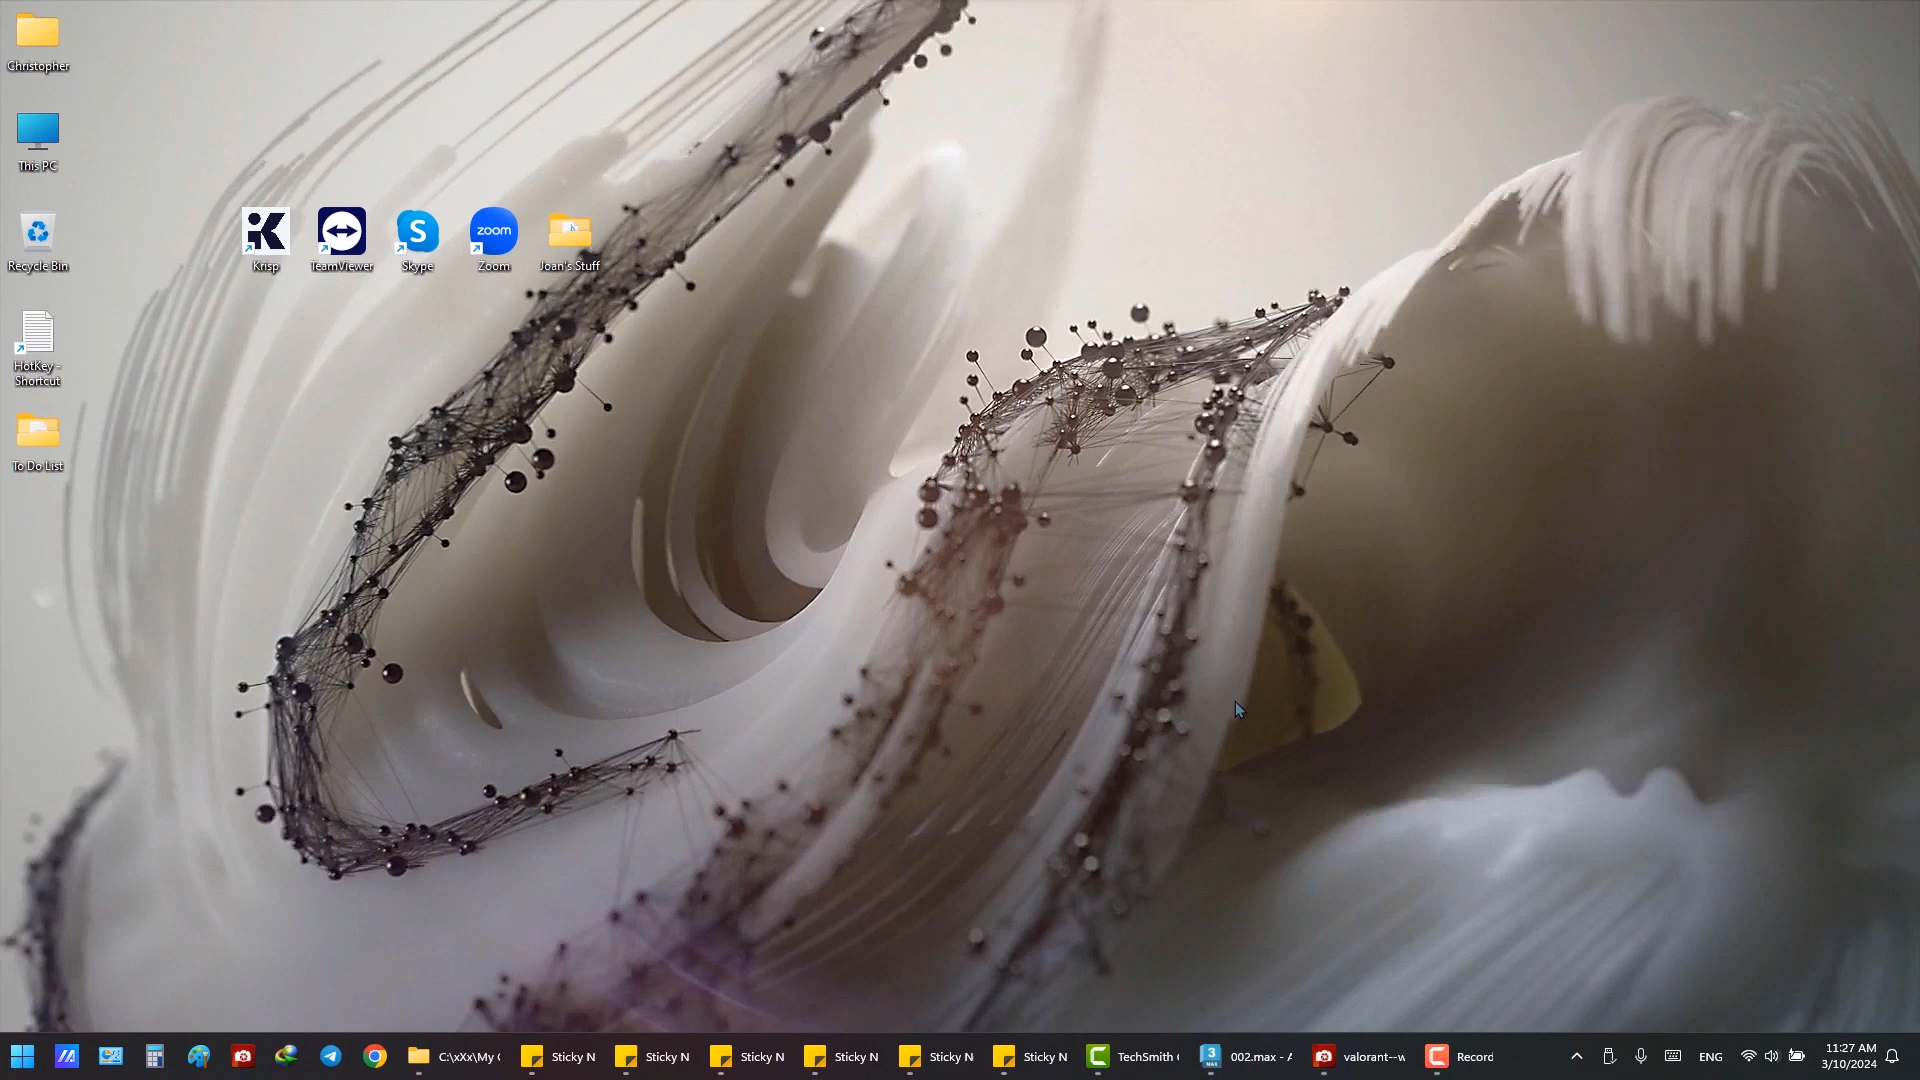 Christopher
This PC
Recycle Bin
HotKey -
Shortcut
To Do List
Krisp
TeamViewer
Skype
zoom
Zoom
Joan's Stuff
C:\xXx\My
Sticky N
Sticky N
Sticky N
Sticky N
Sticky N
Sticky N
TechSmith
002.max - A
valorant--w
Record
ENG
11:27 AM
3/10/2024